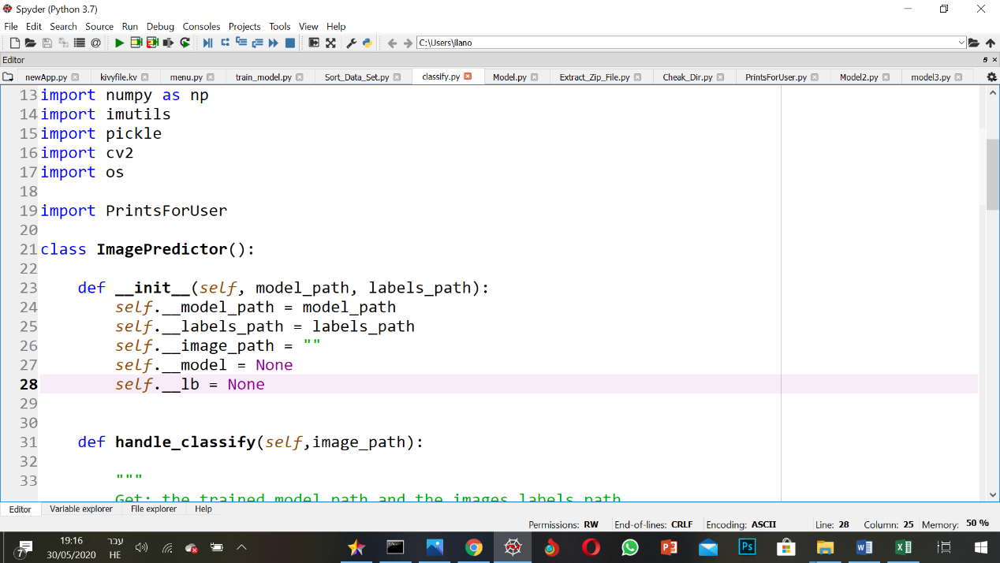 Spyder (Python 3.7)
File Edit Search Source Run Debug Consoles Projects Tools View Help
C:\Users\ilano
Editor
newApp.py kivyfile.kv menu.py train_model.py Sort_Data_Set.py classify.py Model.py Extract_Zip_File.py Cheak_Dir.py PrintsForUser.py Model2.py model3.py
13 import numpy as np
14 import imutils
15 import pickle
16 import cv2
17 import os
18
19 import PrintsForUser
20
21 class ImagePredictor():
22
23 def __init__(self, model_path, labels_path):
24 self.__model_path = model_path
25 self.__labels_path = labels_path
26 self.__image_path = ""
27 self.__model = None
28 self.__lb = None
29
30
31 def handle_classify(self,image_path):
32
33 """
Get: the trained model path and the images labels path
Editor Variable explorer File explorer Help
Permissions: RW End-of-lines: CRLF Encoding: ASCII Line: 28 Column: 25 Memory: 50 %
7 19:16 עבר
30/05/2020 HE